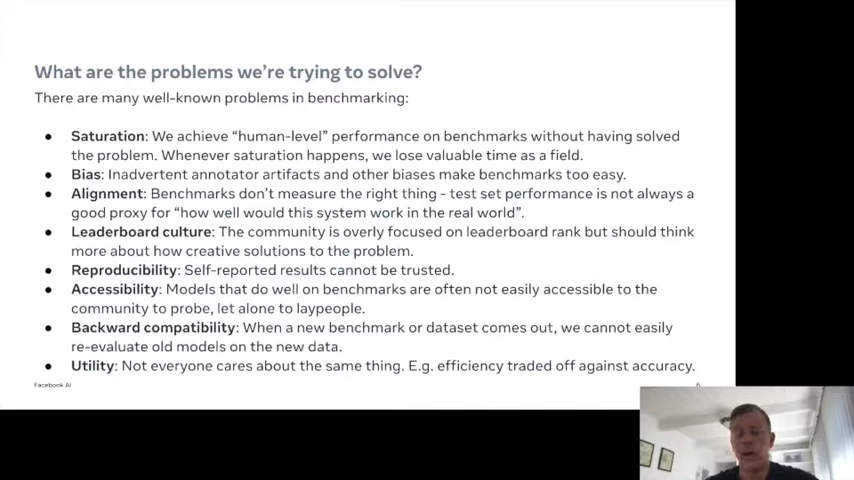 What are the problems we're trying to solve?
There are many well-known problems in benchmarking:
● Saturation: We achieve “human-level” performance on benchmarks without having solved
the problem. Whenever saturation happens, we lose valuable time as a field.
● Bias: Inadvertent annotator artifacts and other biases make benchmarks too easy.
● Alignment: Benchmarks don't measure the right thing - test set performance is not always a
good proxy for “how well would this system work in the real world”.
● Leaderboard culture: The community is overly focused on leaderboard rank but should think
more about how creative solutions to the problem.
● Reproducibility: Self-reported results cannot be trusted.
● Accessibility: Models that do well on benchmarks are often not easily accessible to the
community to probe, let alone to laypeople.
● Backward compatibility: When a new benchmark or dataset comes out, we cannot easily
re-evaluate old models on the new data.
● Utility: Not everyone cares about the same thing. E.g. efficiency traded off against accuracy.
Facebook AI